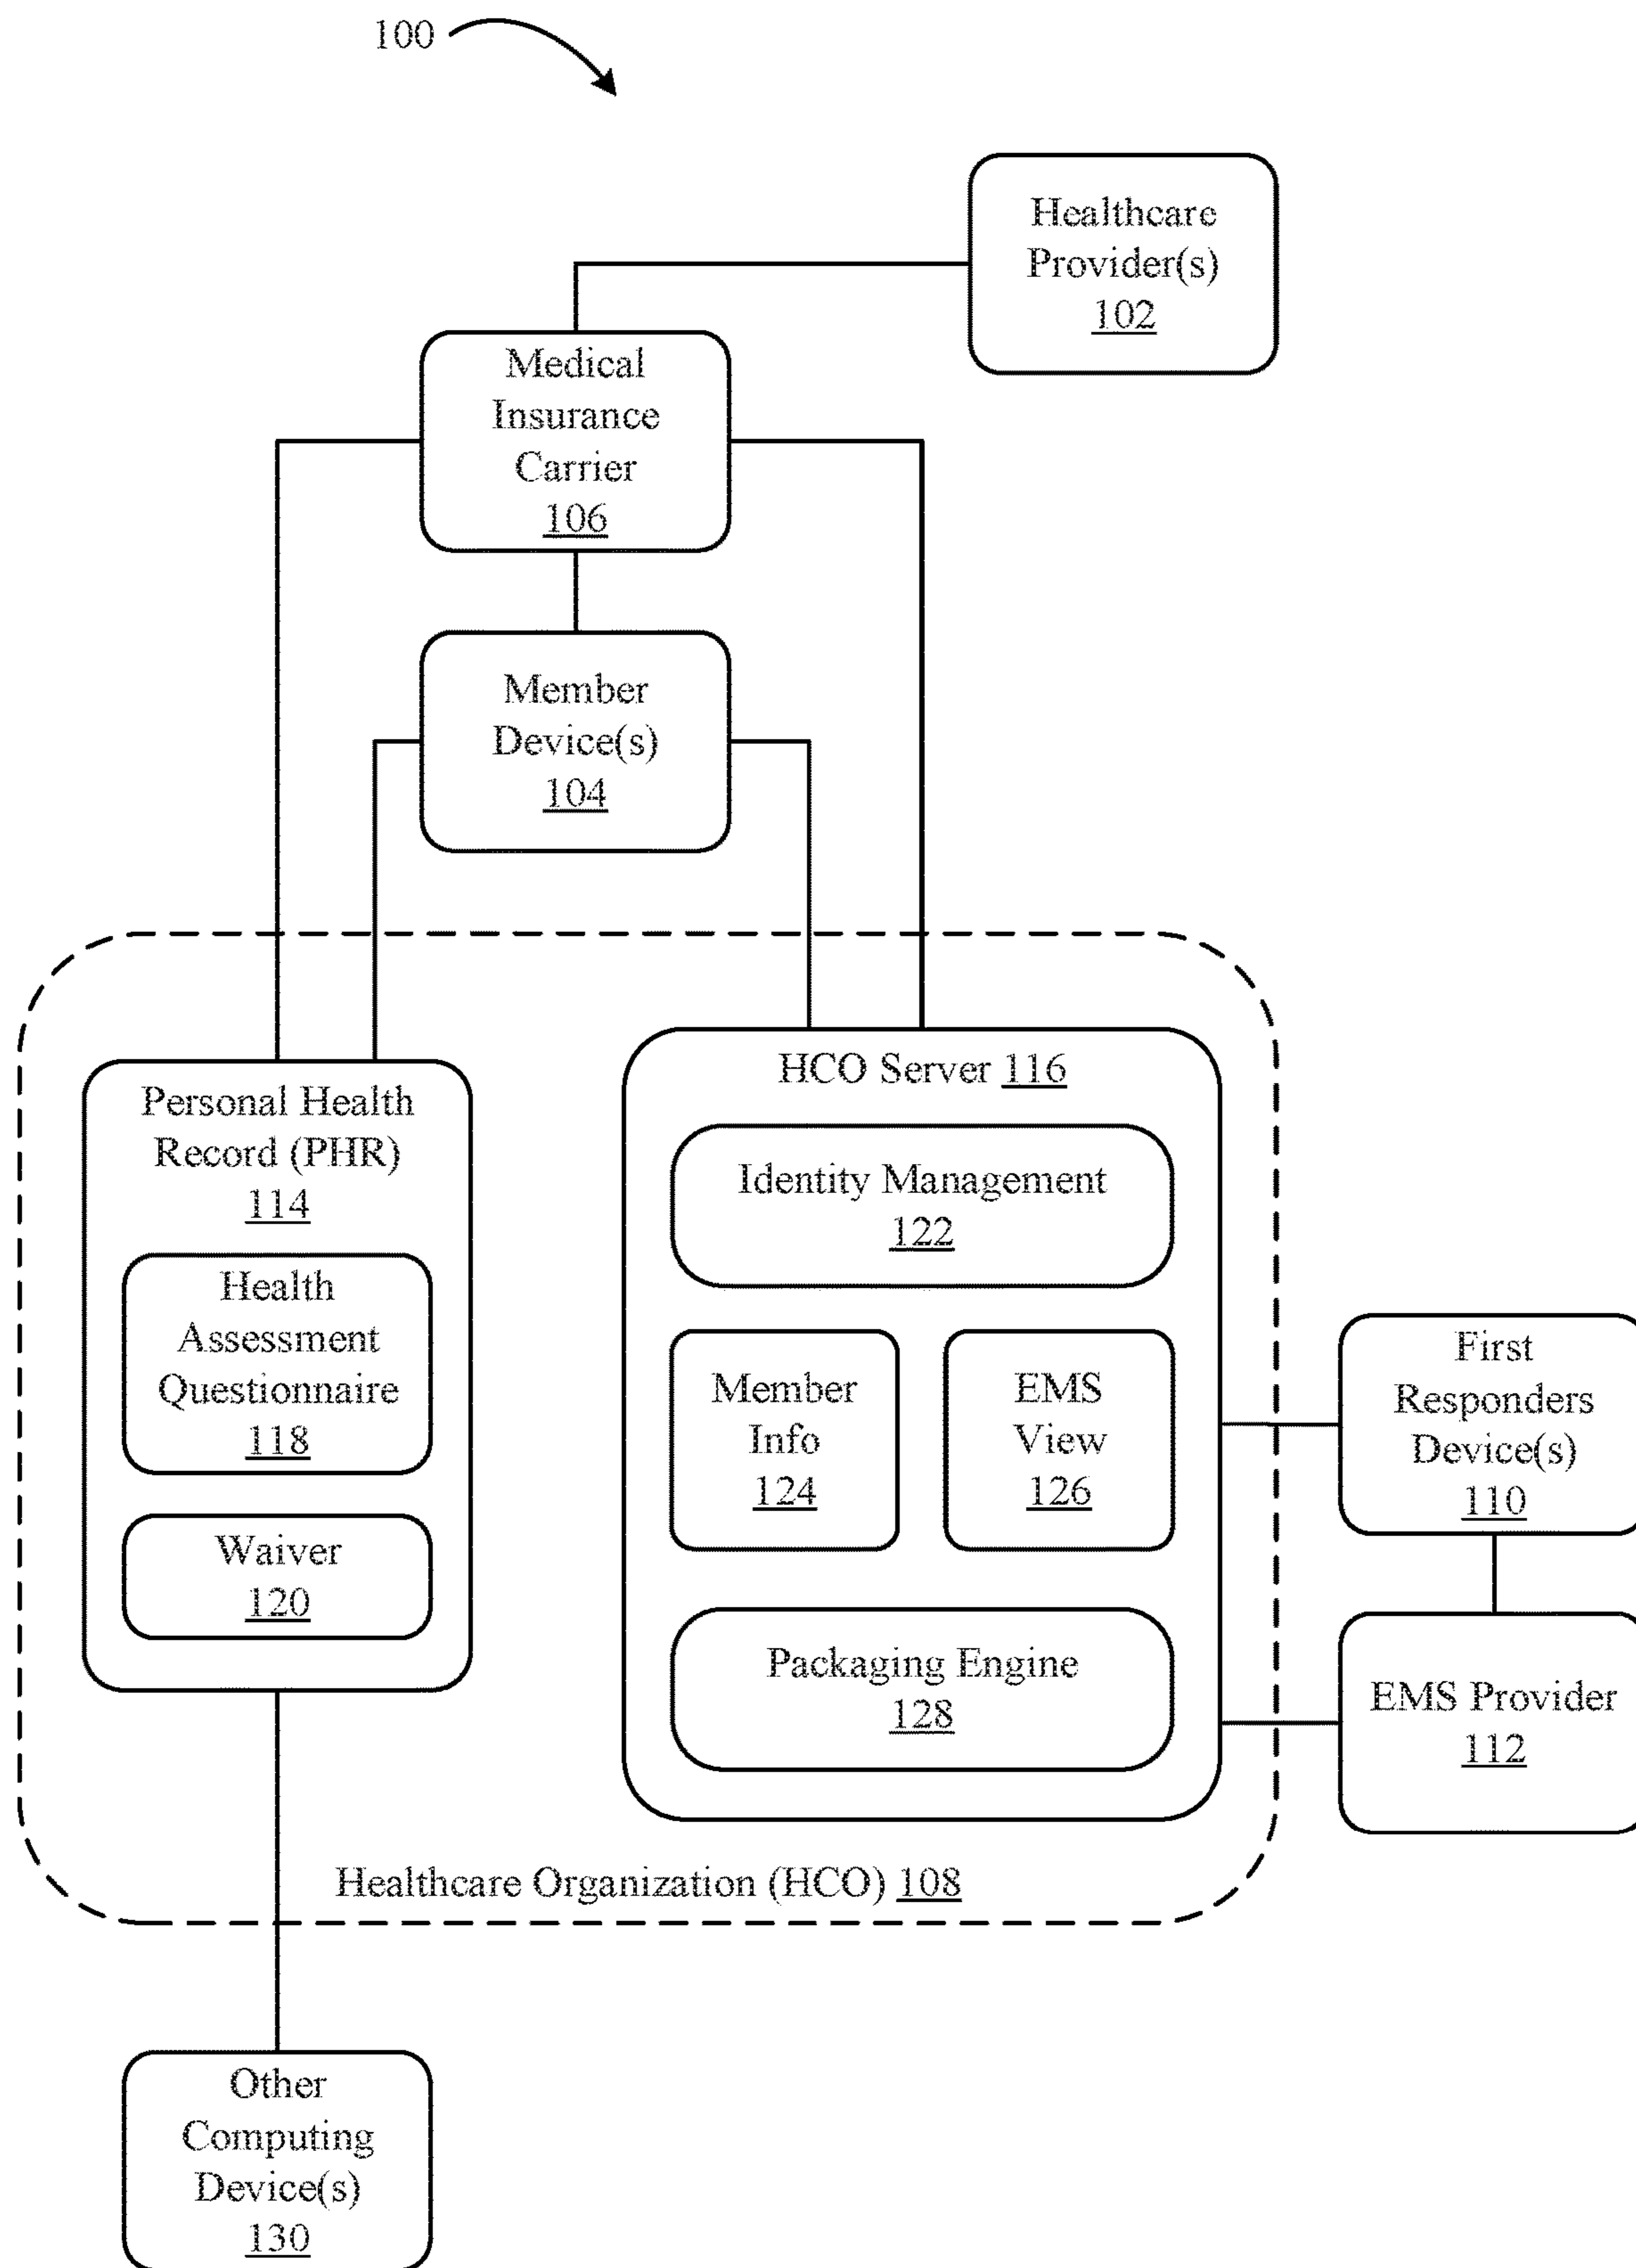 100
Healthcare
Provider(s)
102
Medical
Insurance
Carrier
106
Member
Device(s)
104
Personal Health
Record (PHR)
114
Health
Assessment
Questionnaire
118
Waiver
120
HCO Server 116
Identity Management
122
Member
Info
124
EMS
View
126
Packaging Engine
128
First
Responders
Device(s)
110
EMS Provider
112
Healthcare Organization (HCO) 108
Other
Computing
Device(s)
130